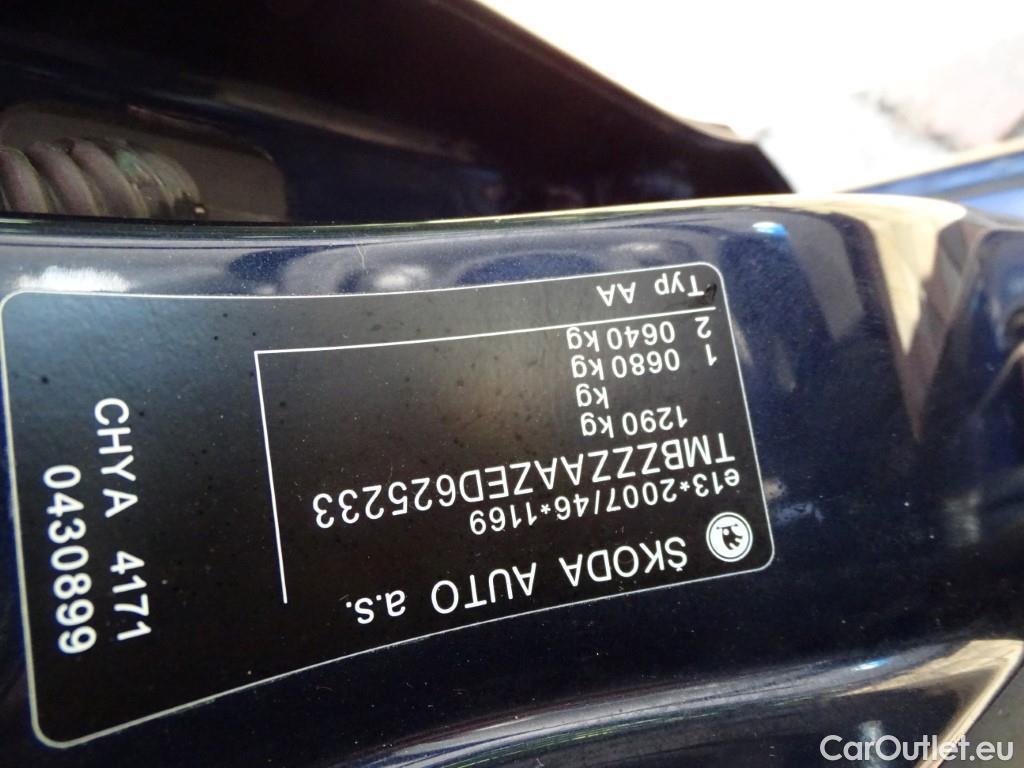 ŠKODA AUTO a.s.
e13*2007/46*1169
TMBZZZAAZED625233
1290 kg
kg
1 0680 kg
2 0640 kg
Typ AA
CHYA 4171
0430899
CarOutlet.eu